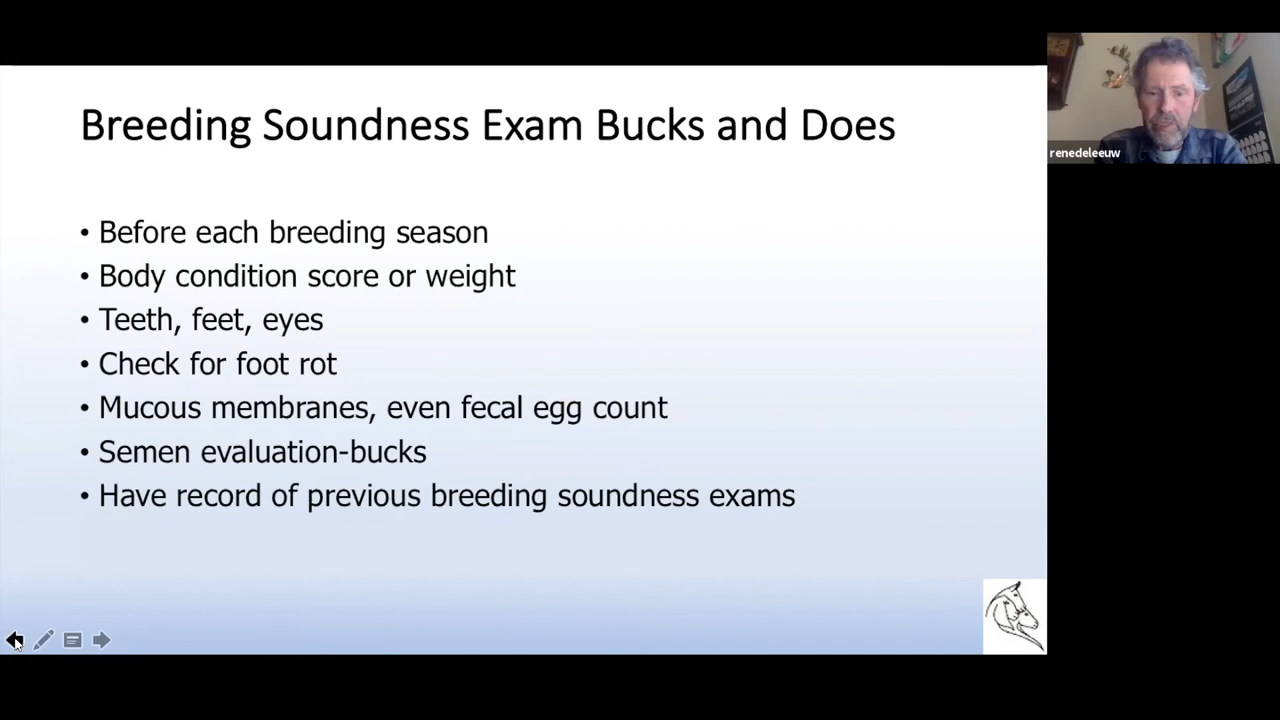 Breeding Soundness Exam Bucks and Does
renedeleeuw
• Before each breeding season
• Body condition score or weight
• Teeth, feet, eyes
• Check for foot rot
• Mucous membranes, even fecal egg count
• Semen evaluation-bucks
• Have record of previous breeding soundness exams